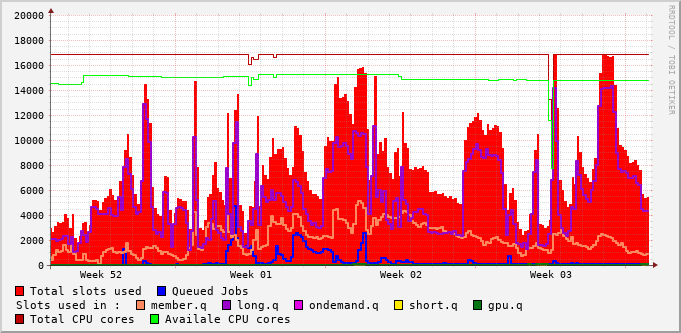 20000
18000
16000
14000
12000
10000
8000
6000
4000
2000
0
Week 52 Week 01 Week 02 Week 03
RRDTOOL / TOBI OETIKER
Total slots used Queued Jobs
Slots used in : member.q long.q ondemand.q short.q gpu.q
Total CPU cores Availale CPU cores